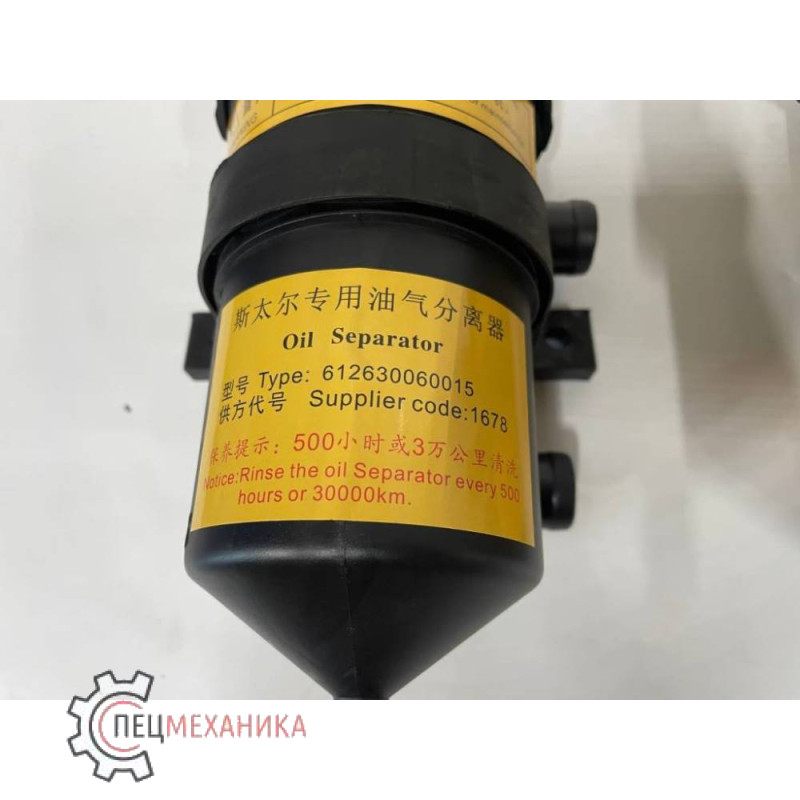 斯太尔专用油气分离器
Oil Separator
型号 Type: 612630060015
供方代号 Supplier code:1678
保养提示: 500小时或3万公里清洗
Notice:Rinse the oil Separator every 500
hours or 30000km.
СПЕЦМЕХАНИКА